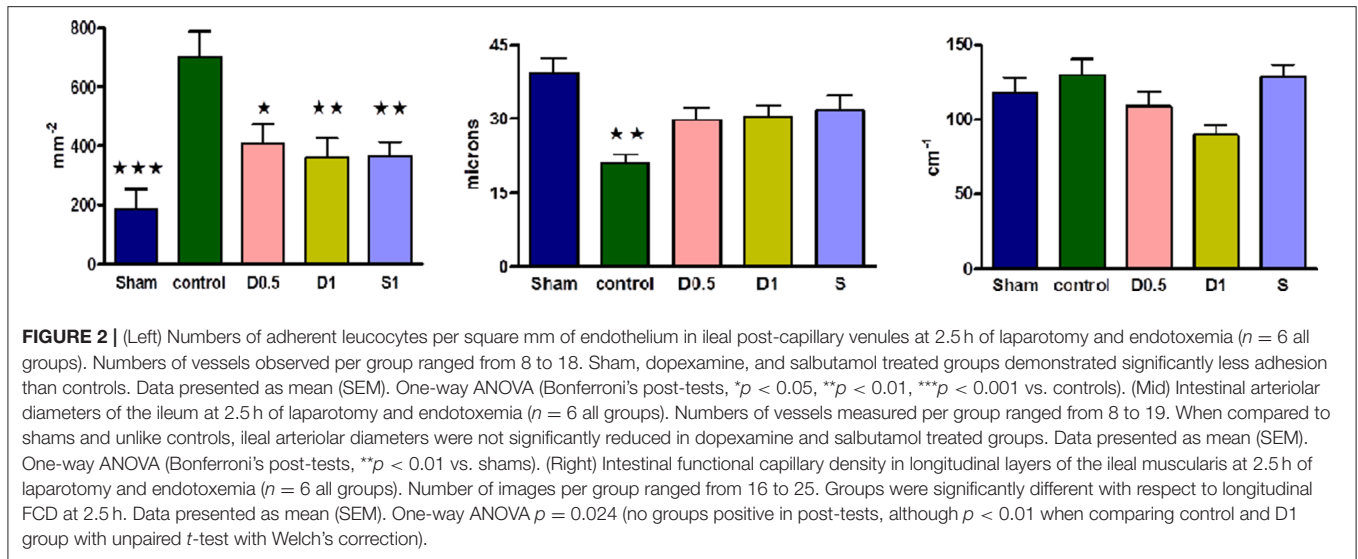 800
600
400
200
0
mm-2
★★★
★
★★
★★
Sham control D0.5 D1 S1
45
30
15
0
microns
★★
Sham control D0.5 D1 S
150
100
50
0
cm-1
Sham control D0.5 D1 S
FIGURE 2 | (Left) Numbers of adherent leucocytes per square mm of endothelium in ileal post-capillary venules at 2.5 h of laparotomy and endotoxemia (n = 6 all
groups). Numbers of vessels observed per group ranged from 8 to 18. Sham, dopexamine, and salbutamol treated groups demonstrated significantly less adhesion
than controls. Data presented as mean (SEM). One-way ANOVA (Bonferroni's post-tests, *p < 0.05, **p < 0.01, ***p < 0.001 vs. controls). (Mid) Intestinal arteriolar
diameters of the ileum at 2.5 h of laparotomy and endotoxemia (n = 6 all groups). Numbers of vessels measured per group ranged from 8 to 19. When compared to
shams and unlike controls, ileal arteriolar diameters were not significantly reduced in dopexamine and salbutamol treated groups. Data presented as mean (SEM).
One-way ANOVA (Bonferroni's post-tests, **p < 0.01 vs. shams). (Right) Intestinal functional capillary density in longitudinal layers of the ileal muscularis at 2.5 h of
laparotomy and endotoxemia (n = 6 all groups). Number of images per group ranged from 16 to 25. Groups were significantly different with respect to longitudinal
FCD at 2.5 h. Data presented as mean (SEM). One-way ANOVA p = 0.024 (no groups positive in post-tests, although p < 0.01 when comparing control and D1
group with unpaired t-test with Welch's correction).